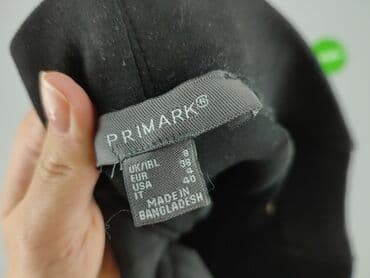 PRIMARK®
UK/IRL 8
EUR 36
USA 4
IT 40
MADE IN
BANGLADESH